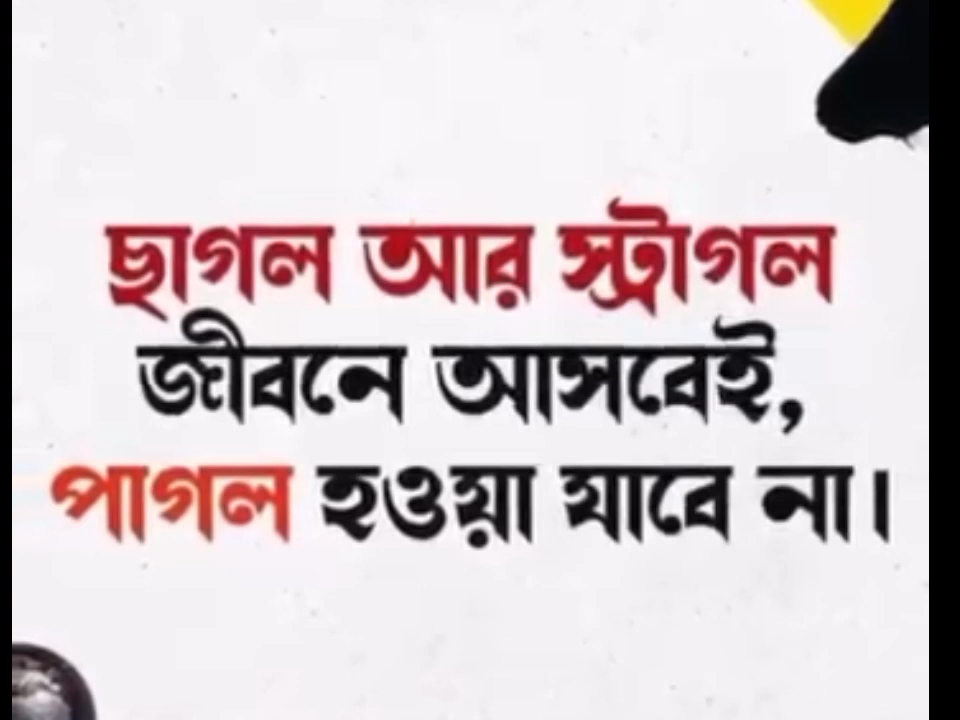 ছাগল আর স্ট্রাগল
জীবনে আসবেই,
পাগল হওয়া যাবে না।